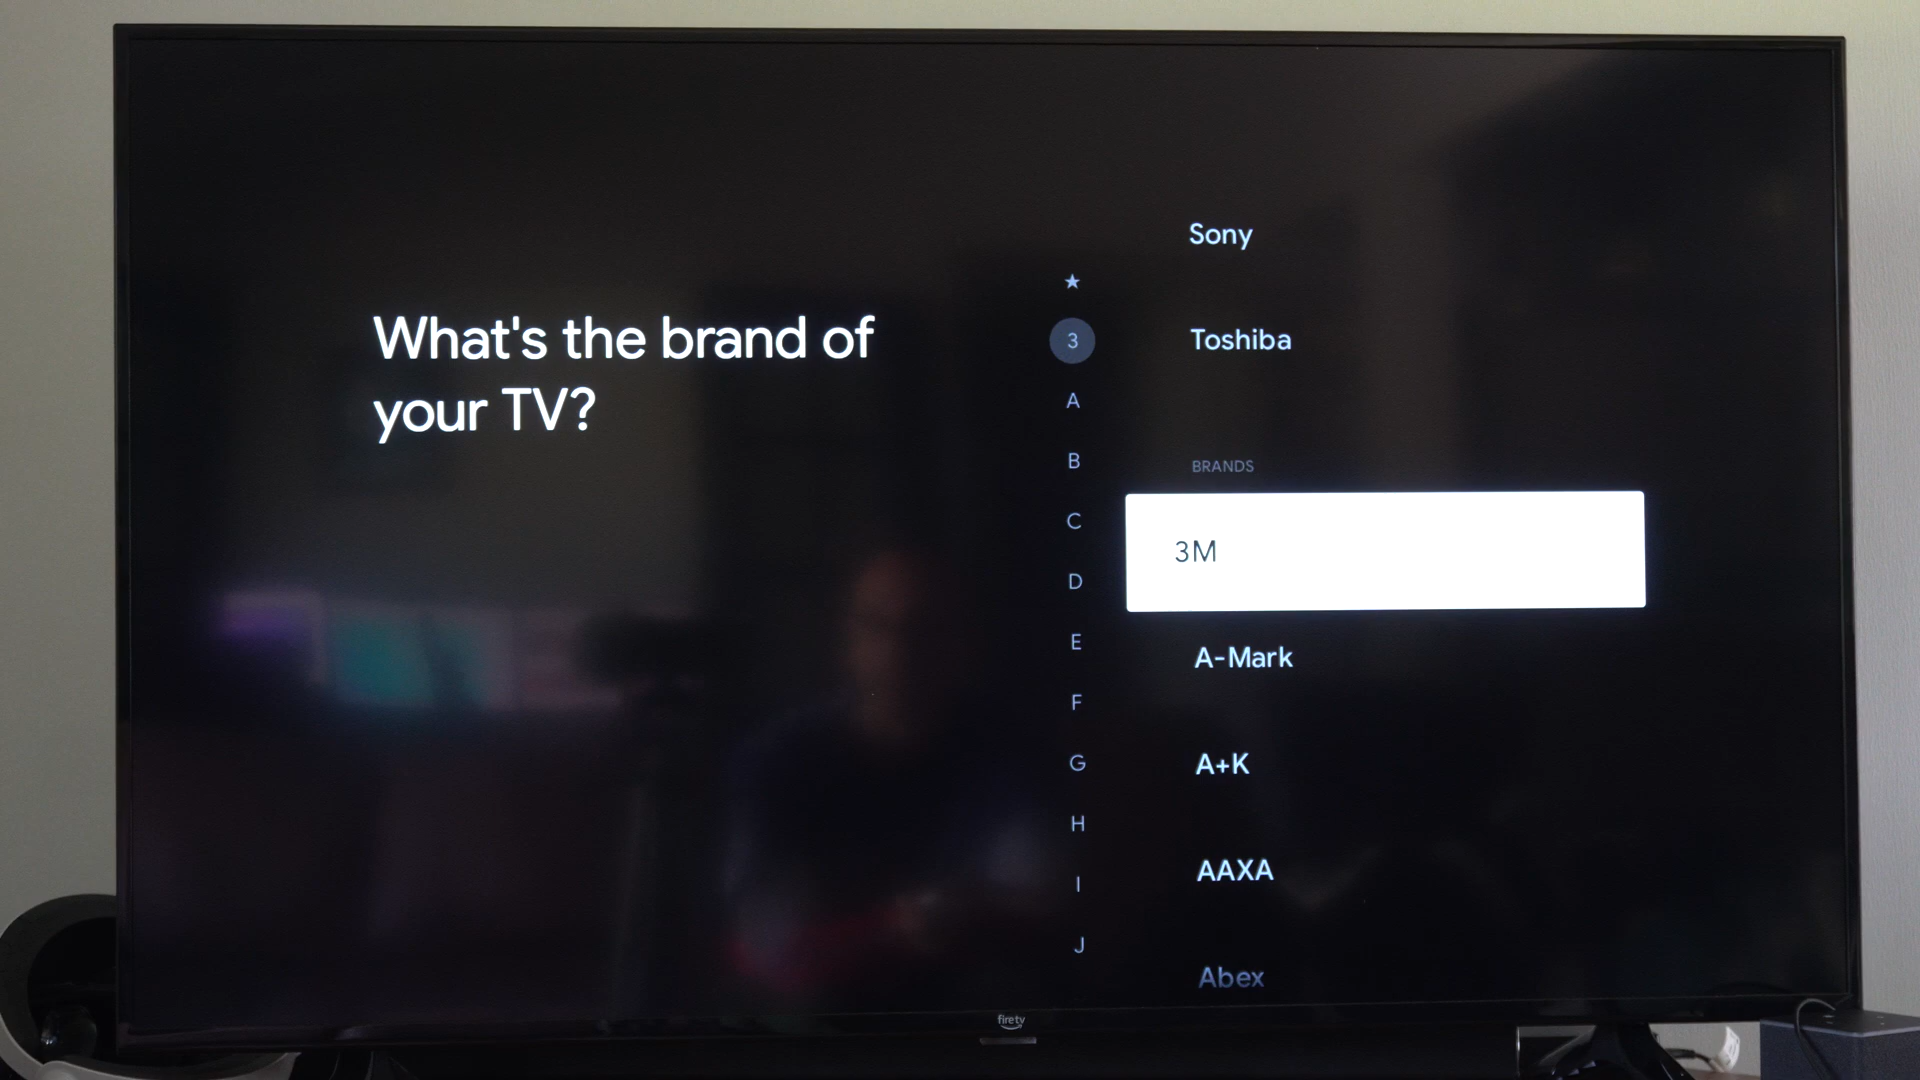 What's the brand of
your TV?
★
3
A
B
C
D
E
F
G
H
I
J
Sony
Toshiba
BRANDS
3M
A-Mark
A+K
AAXA
Abex
firetv